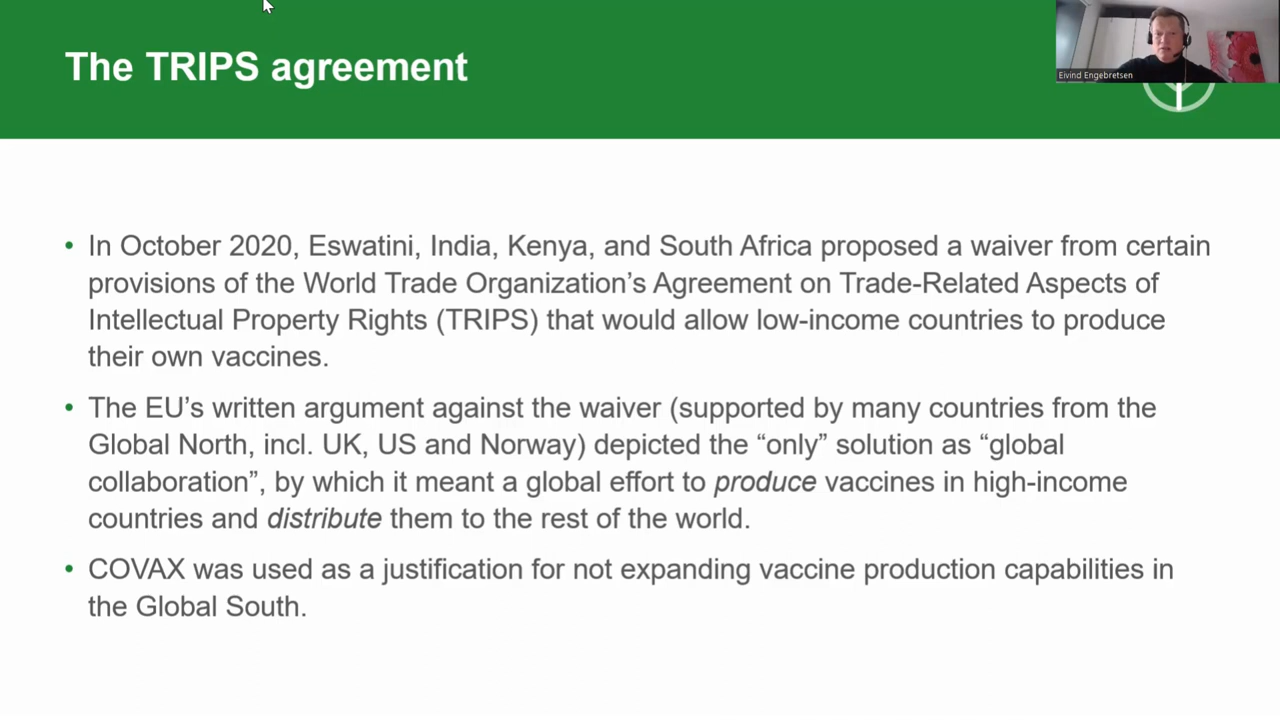 The TRIPS agreement
Eivind Engebretsen
• In October 2020, Eswatini, India, Kenya, and South Africa proposed a waiver from certain
provisions of the World Trade Organization’s Agreement on Trade-Related Aspects of
Intellectual Property Rights (TRIPS) that would allow low-income countries to produce
their own vaccines.
• The EU’s written argument against the waiver (supported by many countries from the
Global North, incl. UK, US and Norway) depicted the “only” solution as “global
collaboration”, by which it meant a global effort to produce vaccines in high-income
countries and distribute them to the rest of the world.
• COVAX was used as a justification for not expanding vaccine production capabilities in
the Global South.